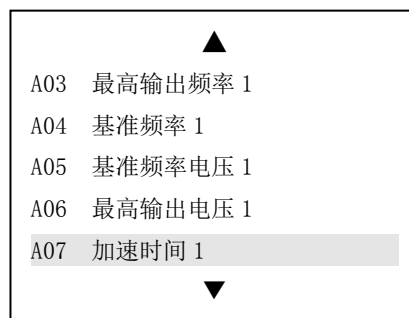 ▲
A03 最高输出频率 1
A04 基准频率 1
A05 基准频率电压 1
A06 最高输出电压 1
A07 加速时间 1
▼